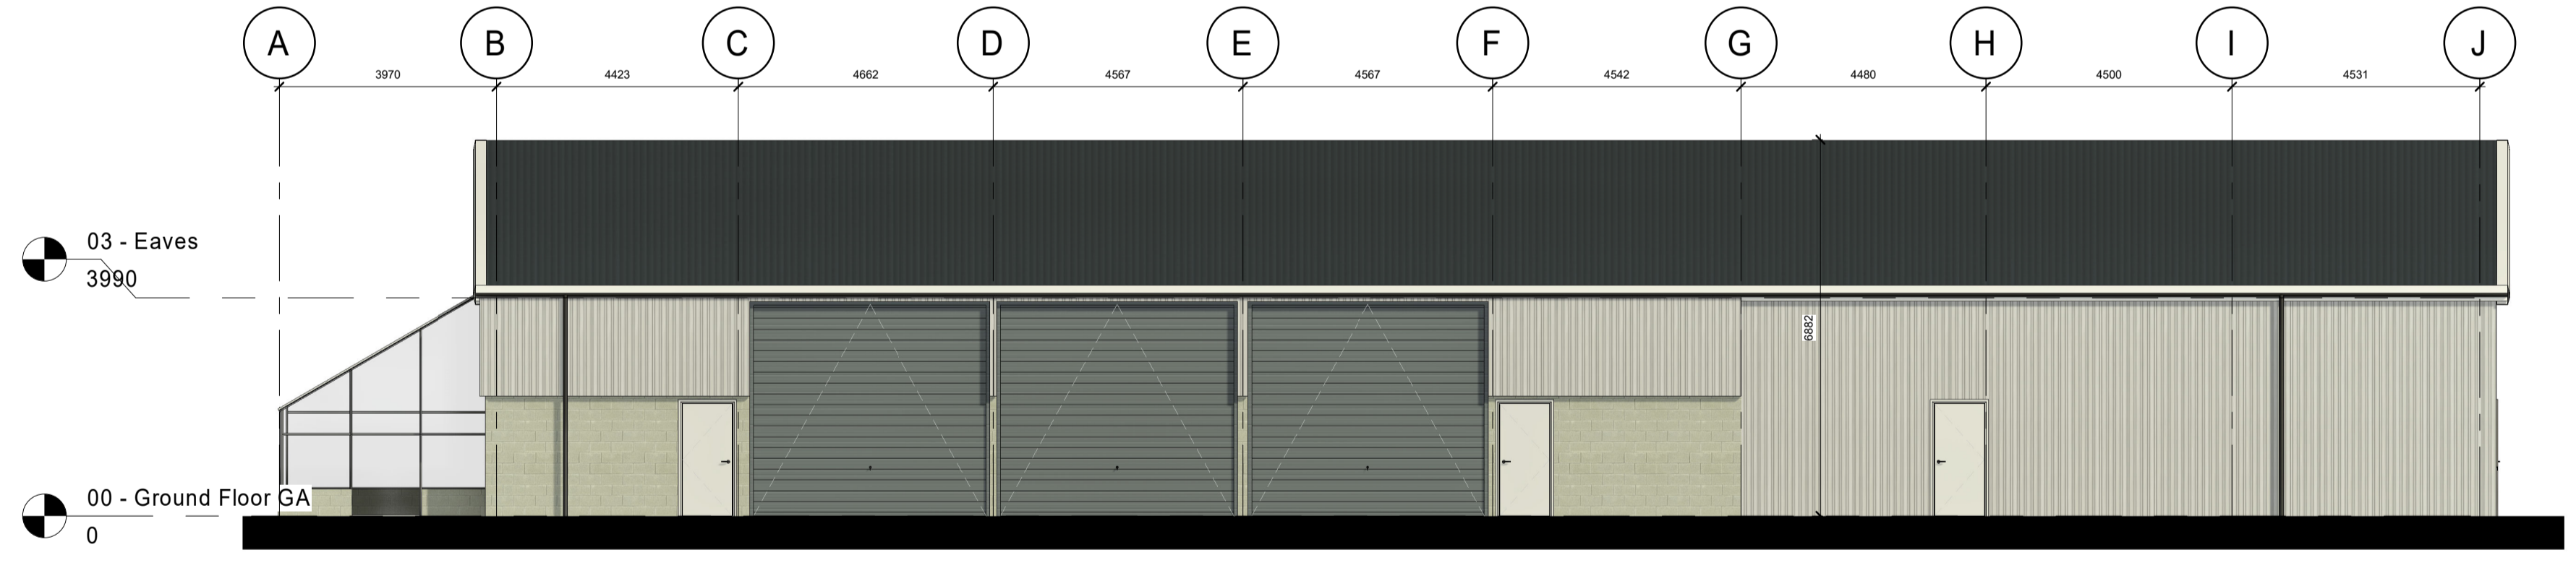 A B C D E F G H I J
3970 4423 4662 4567 4567 4542 4480 4500 4531
03 - Eaves
3990
6882
00 - Ground Floor GA
0